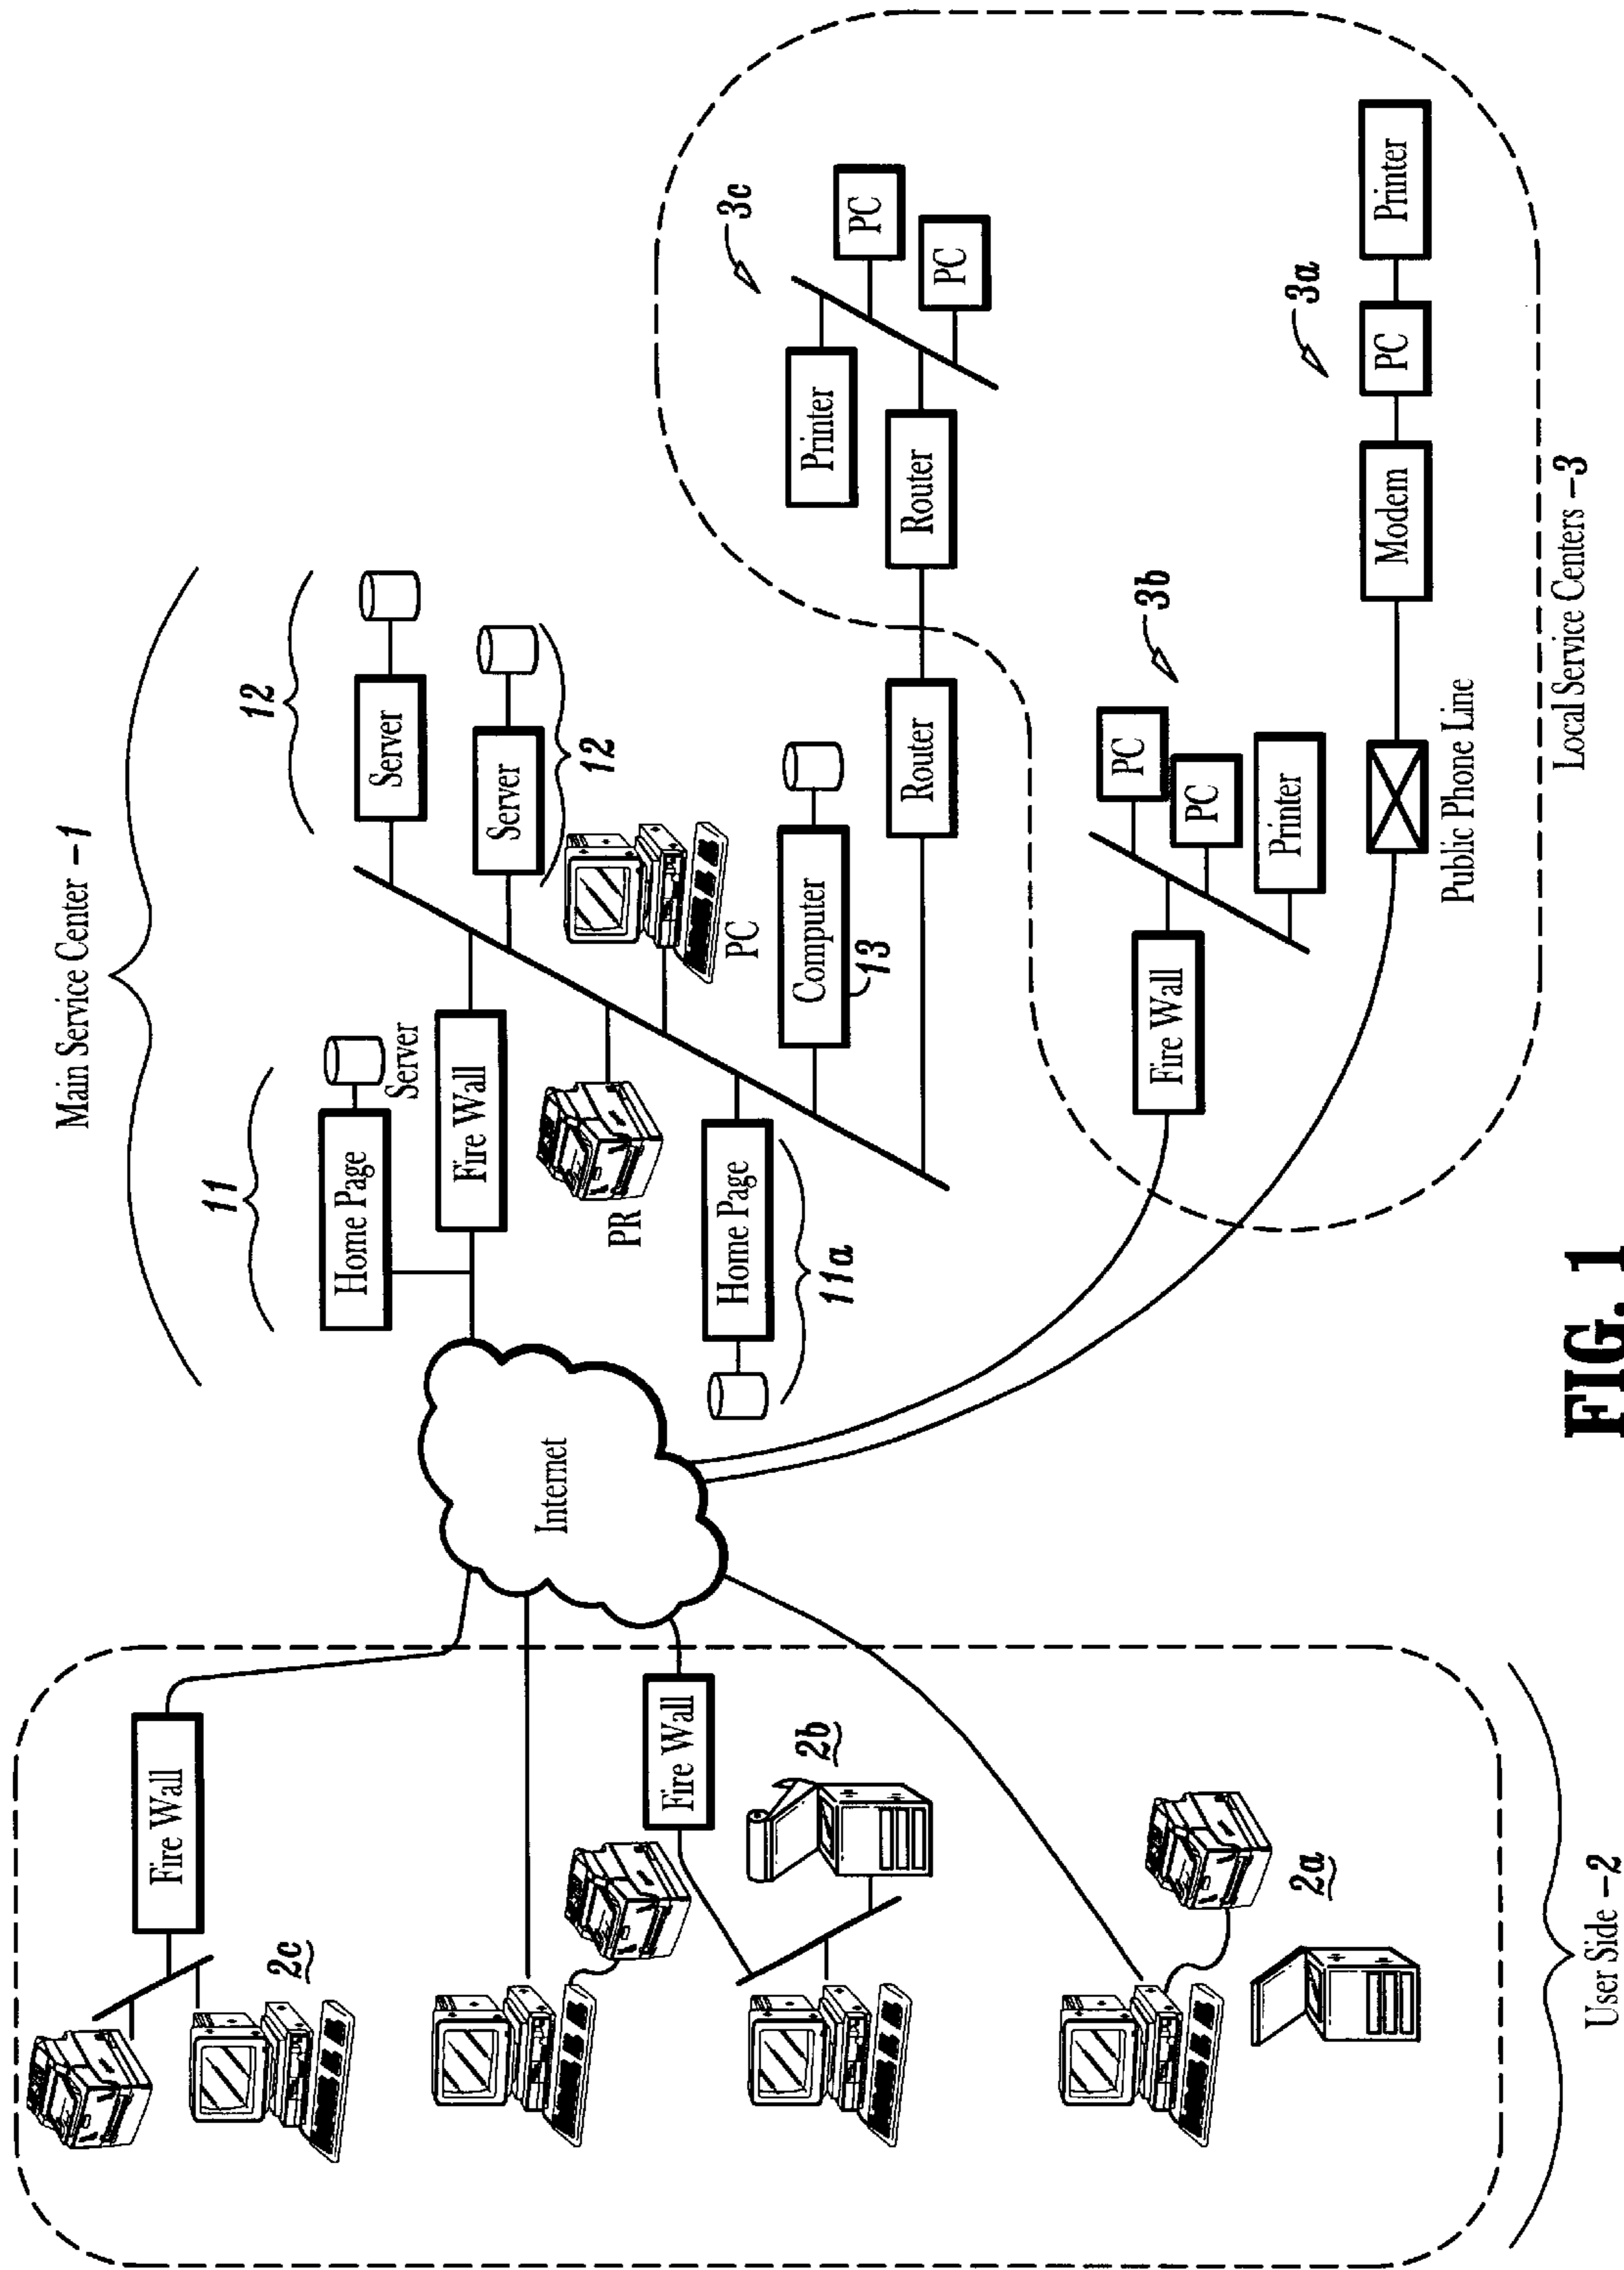 Main Service Center -1
11
12
Home Page
Server
Server
Fire Wall
Server
12
PR
PC
Home Page
11a
Computer
13
Router
Router
Printer
PC
PC
3c
Internet
Fire Wall
2c
Fire Wall
2b
2a
User Side -2
Fire Wall
PC
PC
Printer
3b
Public Phone Line
Modem
PC
Printer
3a
Local Service Centers -3
FIG. 1